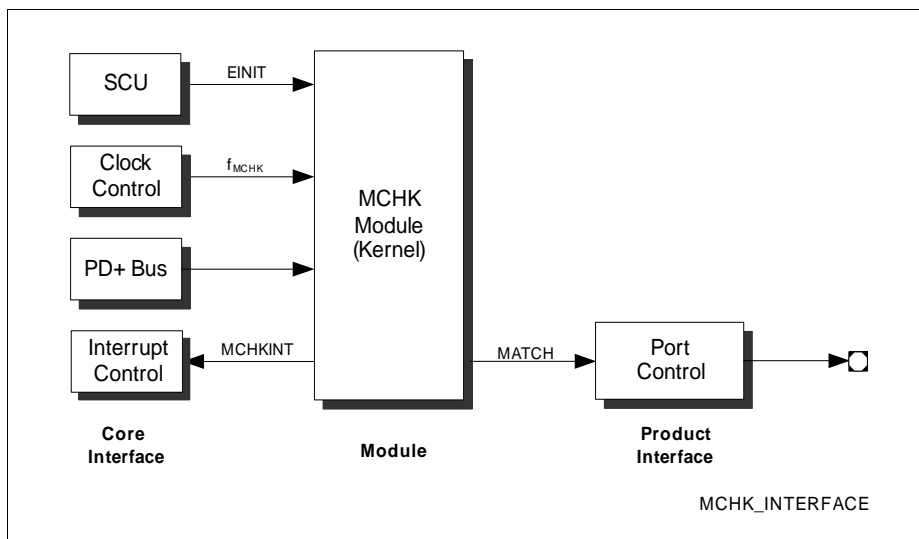 SCU
EINIT
Clock
Control
fMCHK
MCHK
Module
(Kernel)
PD+ Bus
Interrupt
Control
MCHKINT
MATCH
Port
Control
Core
Interface
Module
Product
Interface
MCHK_INTERFACE